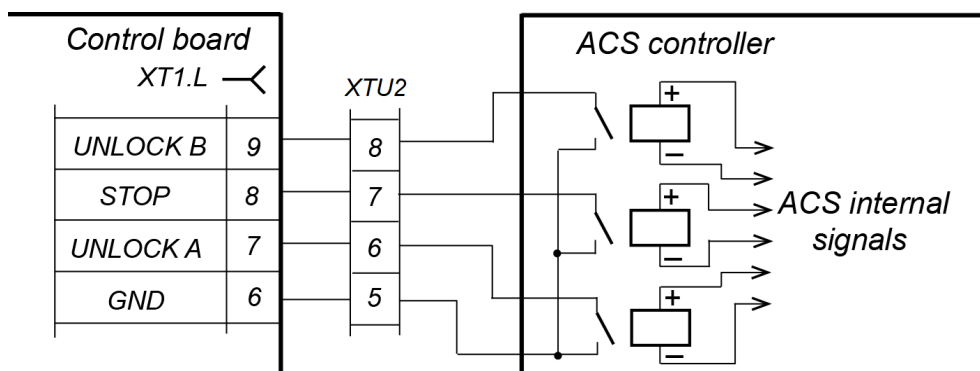 Control board
ACS controller
XT1.L
XTU2
UNLOCK B 9 8
STOP 8 7
UNLOCK A 7 6
GND 6 5
+
−
+
−
+
−
ACS internal
signals